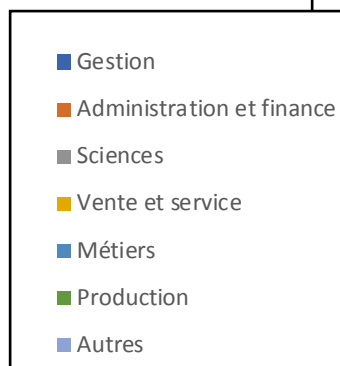 Gestion
Administration et finance
Sciences
Vente et service
Métiers
Production
Autres